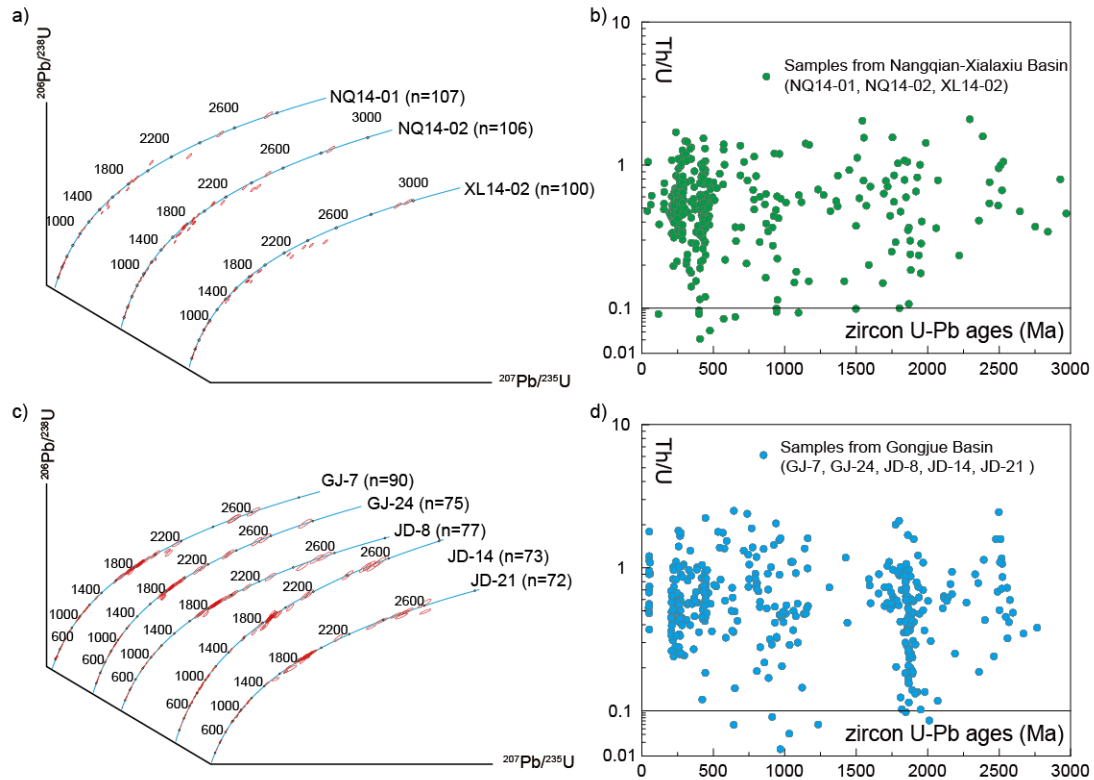 a)
²⁰⁶Pb/²³⁸U
NQ14-01 (n=107)
NQ14-02 (n=106)
XL14-02 (n=100)
1000
1400
1800
2200
2600
1000
1400
1800
2200
2600
3000
1000
1400
1800
2200
2600
3000
²⁰⁷Pb/²³⁵U
b)
Th/U
Samples from Nangqian-Xialaxiu Basin
(NQ14-01, NQ14-02, XL14-02)
10
1
0.1
0.01
zircon U-Pb ages (Ma)
0 500 1000 1500 2000 2500 3000
c)
²⁰⁶Pb/²³⁸U
GJ-7 (n=90)
GJ-24 (n=75)
JD-8 (n=77)
JD-14 (n=73)
JD-21 (n=72)
600
1000
1400
1800
2200
2600
600
1000
1400
1800
2200
2600
600
1000
1400
1800
2200
2600
600
1000
1400
1800
2200
2600
600
1000
1400
1800
2200
2600
²⁰⁷Pb/²³⁵U
d)
Th/U
Samples from Gongjue Basin
(GJ-7, GJ-24, JD-8, JD-14, JD-21 )
10
1
0.1
0.01
zircon U-Pb ages (Ma)
0 500 1000 1500 2000 2500 3000